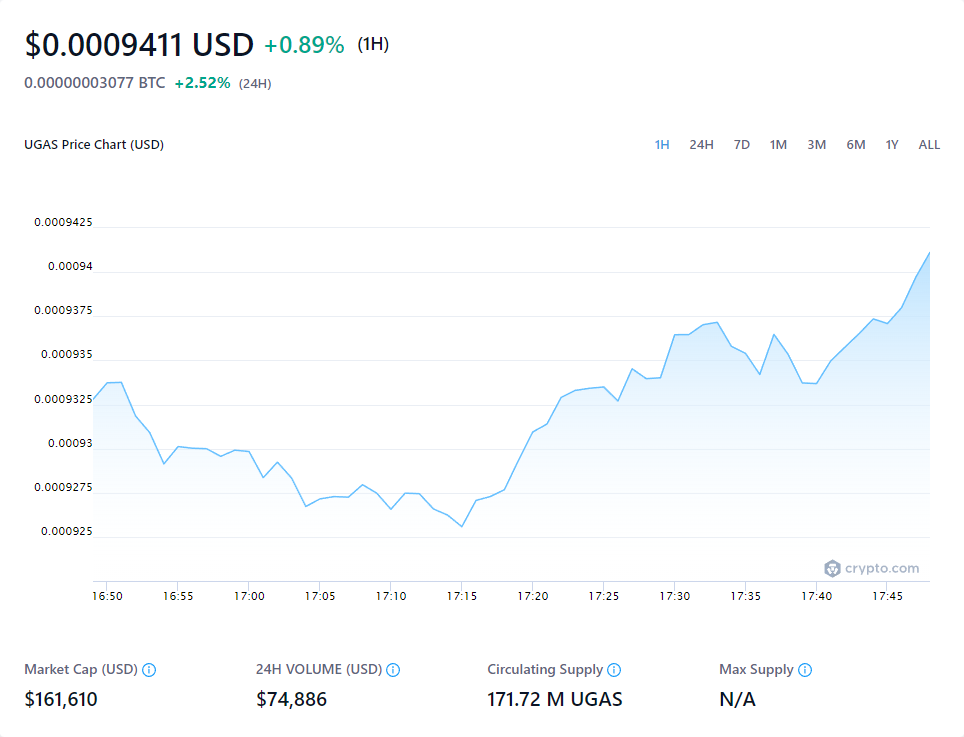 $0.0009411 USD +0.89% (1H)
0.00000003077 BTC +2.52% (24H)
UGAS Price Chart (USD) 1H 24H 7D 1M 3M 6M 1Y ALL
0.0009425
0.00094
0.0009375
0.000935
0.0009325
0.00093
0.0009275
0.000925
crypto.com
16:50 16:55 17:00 17:05 17:10 17:15 17:20 17:25 17:30 17:35 17:40 17:45
Market Cap (USD) 24H VOLUME (USD) Circulating Supply Max Supply
$161,610 $74,886 171.72 M UGAS N/A